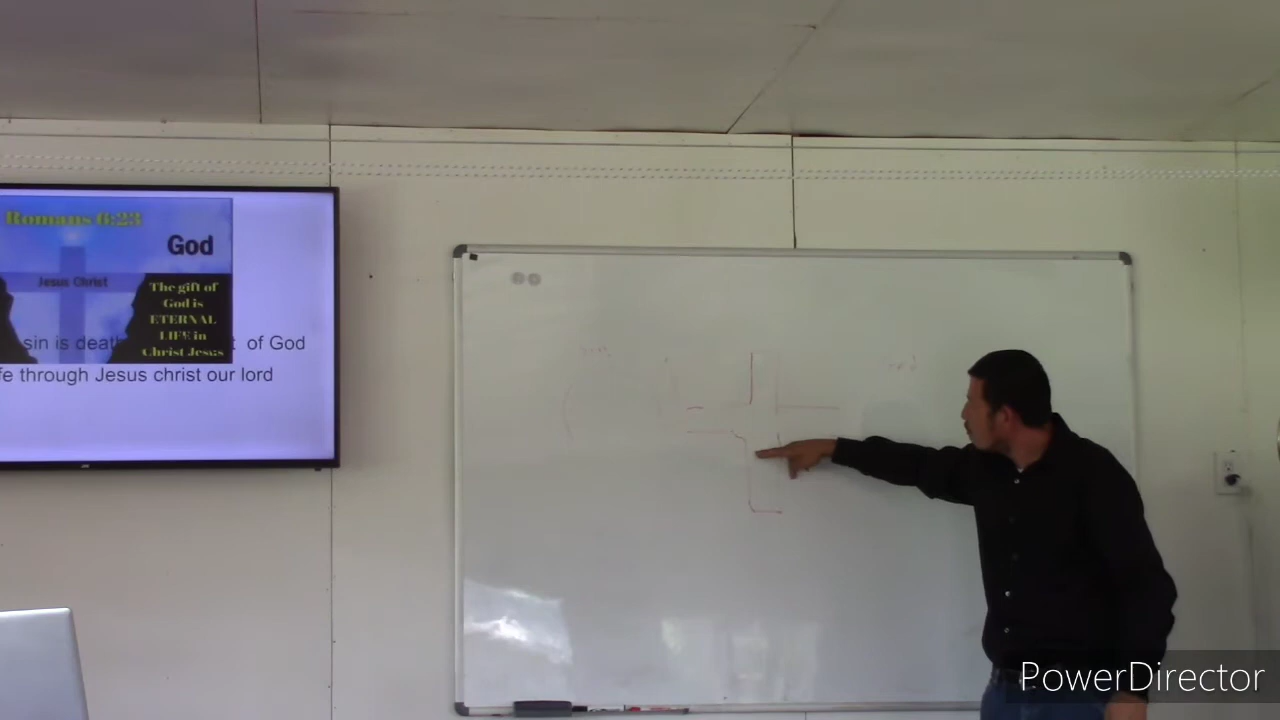 Romans 6:23
God
Jesus Christ
The gift of
God is
ETERNAL
LIFE in
Christ Jesus
sin is death of God
fe through Jesus christ our lord
PowerDirector